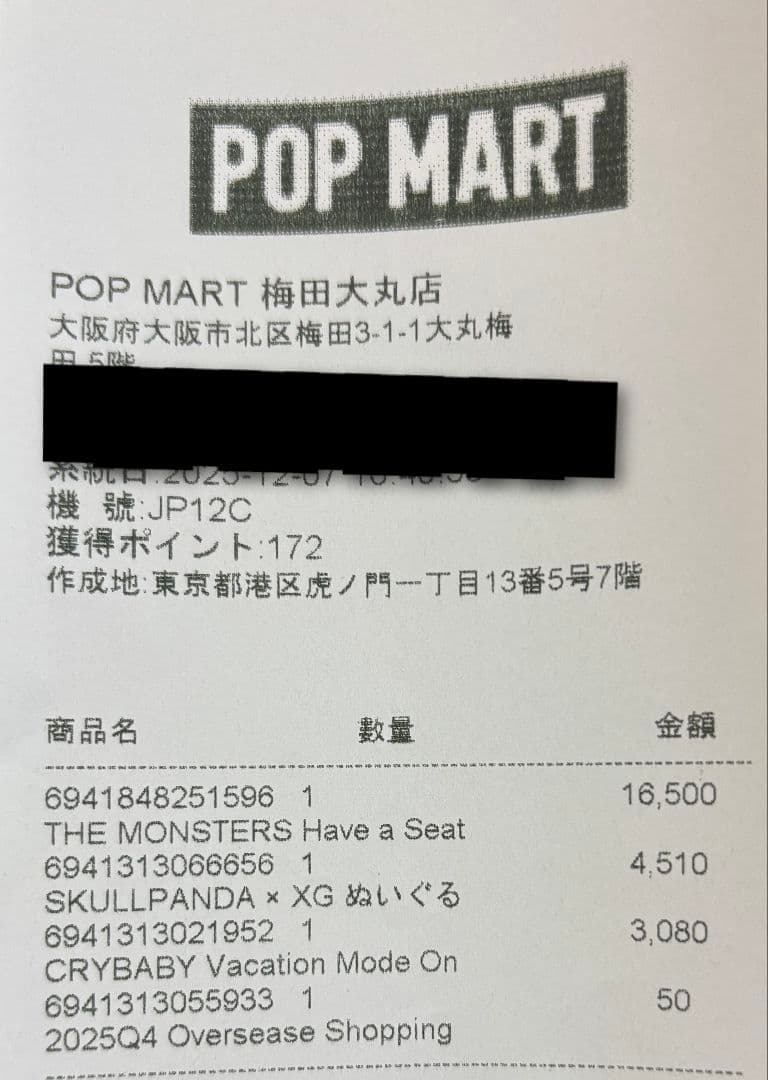 POP MART
POP MART 梅田大丸店
大阪府大阪市北区梅田3-1-1大丸梅
田 5階
機 號:JP12C
獲得ポイント:172
作成地:東京都港区虎ノ門一丁目13番5号7階
商品名 數量 金額
6941848251596 1 16,500
THE MONSTERS Have a Seat
6941313066656 1 4,510
SKULLPANDA × XG ぬいぐる
6941313021952 1 3,080
CRYBABY Vacation Mode On
6941313055933 1 50
2025Q4 Oversease Shopping